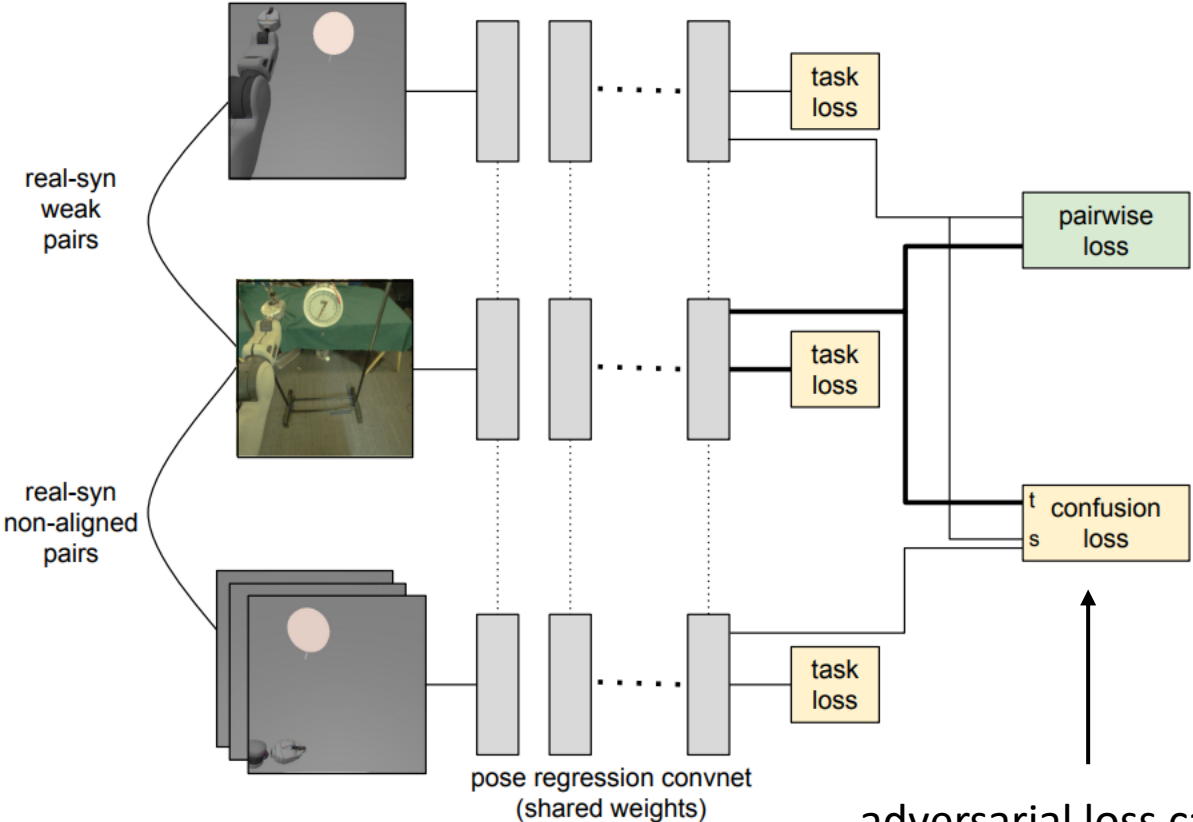 task
loss
real-syn
weak
pairs
pairwise
loss
task
loss
real-syn
non-aligned
pairs
t
confusion
s
loss
task
loss
pose regression convnet
(shared weights)
adversarial loss